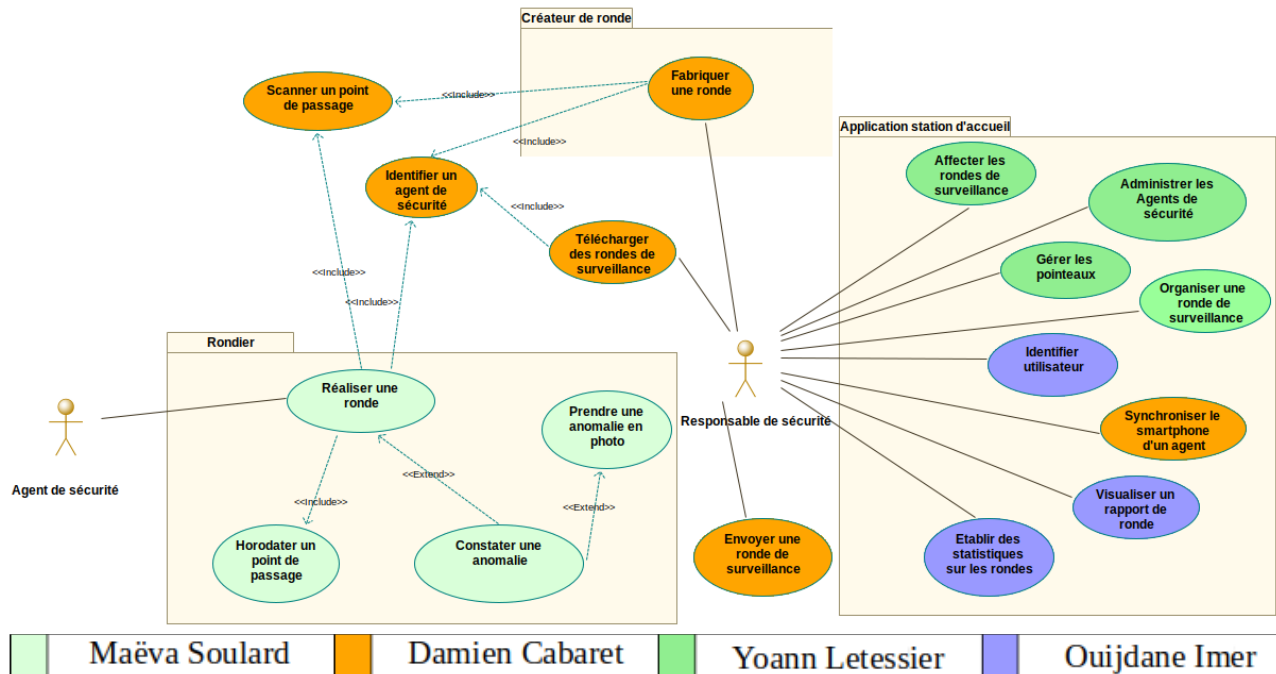 Créateur de ronde
Fabriquer
une ronde
Scanner un point
de passage
<<Include>>
<<Include>>
Identifier un
agent de
sécurité
<<Include>>
Télécharger
des rondes de
surveillance
<<Include>>
<<Include>>
Application station d'accueil
Affecter les
rondes de
surveillance
Administrer les
Agents de
sécurité
Gérer les
pointeaux
Organiser une
ronde de
surveillance
Identifier
utilisateur
Synchroniser le
smartphone
d'un agent
Visualiser un
rapport de
ronde
Etablir des
statistiques
sur les rondes
Responsable de sécurité
Envoyer une
ronde de
surveillance
Rondier
Réaliser une
ronde
Prendre une
anomalie en
photo
Agent de sécurité
<<Extend>>
<<Include>>
<<Extend>>
Horodater un
point de
passage
Constater une
anomalie
Maëva Soulard
Damien Cabaret
Yoann Letessier
Ouijdane Imer